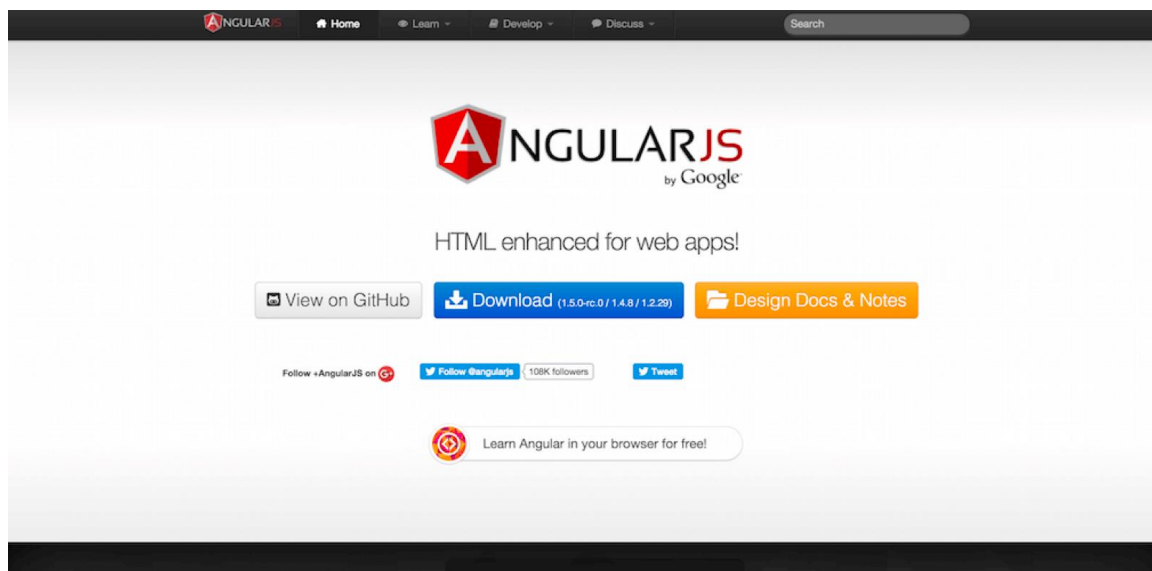 ANGULARJS Home Learn Develop Discuss Search
ANGULARJS
by Google
HTML enhanced for web apps!
View on GitHub Download (1.5.0-rc.0 / 1.4.8 / 1.2.29) Design Docs & Notes
Follow +AngularJS on G+ Follow @angularjs 108K followers Tweet
Learn Angular in your browser for free!